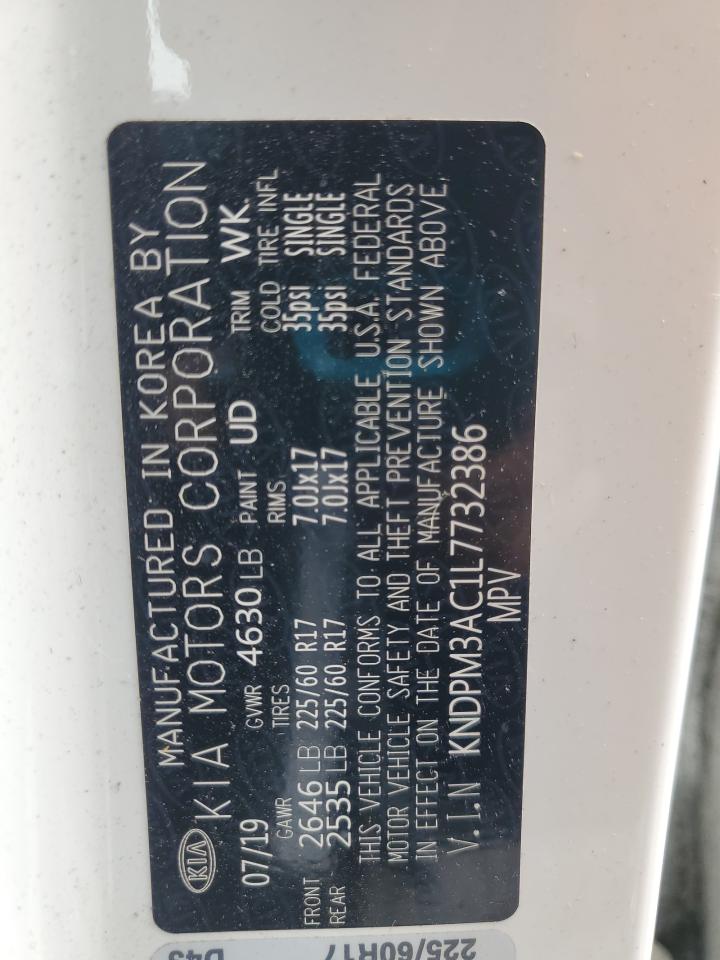 KIA
MANUFACTURED IN KOREA BY
KIA MOTORS CORPORATION
07/19 GVWR 4630 LB PAINT UD TRIM WK.
GAWR TIRES RIMS COLD TIRE INFL
FRONT 2646 LB 225/60 R17 7.0Jx17 35psi SINGLE
REAR 2535 LB 225/60 R17 7.0Jx17 35psi SINGLE
THIS VEHICLE CONFORMS TO ALL APPLICABLE U.S.A. FEDERAL
MOTOR VEHICLE SAFETY AND THEFT PREVENTION STANDARDS
IN EFFECT ON THE DATE OF MANUFACTURE SHOWN ABOVE.
V.I.N KNDPM3AC1L7732386
MPV
225/60R17